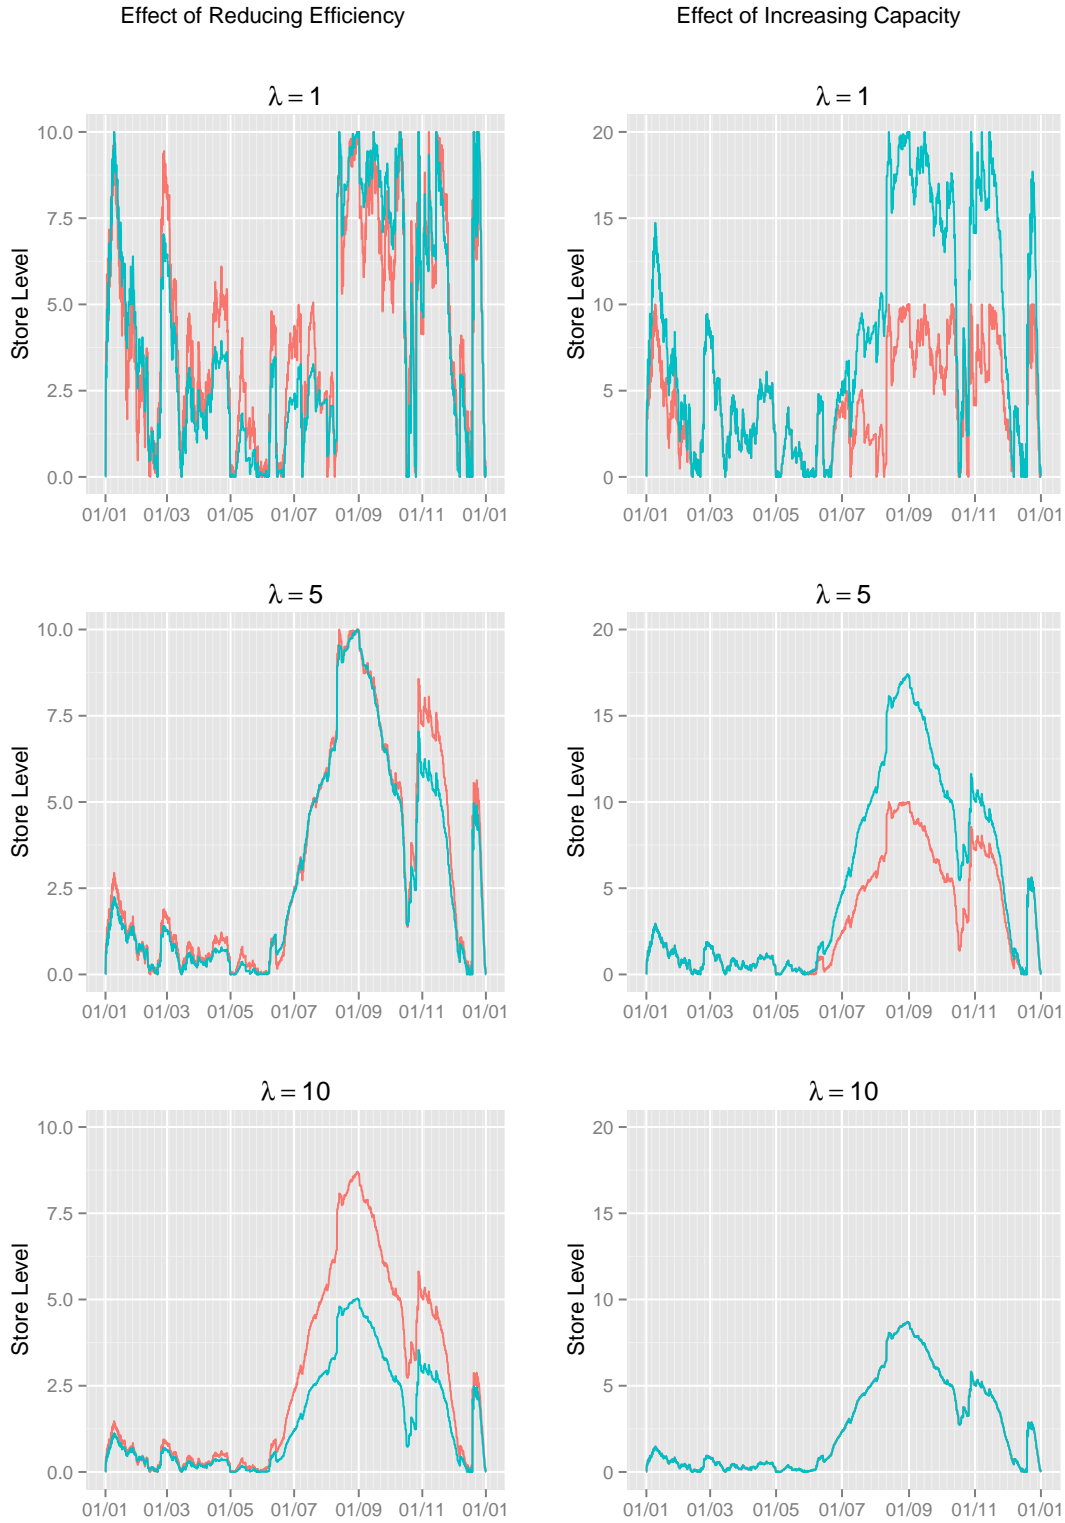 Effect of Reducing Efficiency
Effect of Increasing Capacity
λ = 1
Store Level
10.0
7.5
5.0
2.5
0.0
01/01 01/03 01/05 01/07 01/09 01/11 01/01
λ = 1
Store Level
20
15
10
5
0
01/01 01/03 01/05 01/07 01/09 01/11 01/01
λ = 5
Store Level
10.0
7.5
5.0
2.5
0.0
01/01 01/03 01/05 01/07 01/09 01/11 01/01
λ = 5
Store Level
20
15
10
5
0
01/01 01/03 01/05 01/07 01/09 01/11 01/01
λ = 10
Store Level
10.0
7.5
5.0
2.5
0.0
01/01 01/03 01/05 01/07 01/09 01/11 01/01
λ = 10
Store Level
20
15
10
5
0
01/01 01/03 01/05 01/07 01/09 01/11 01/01